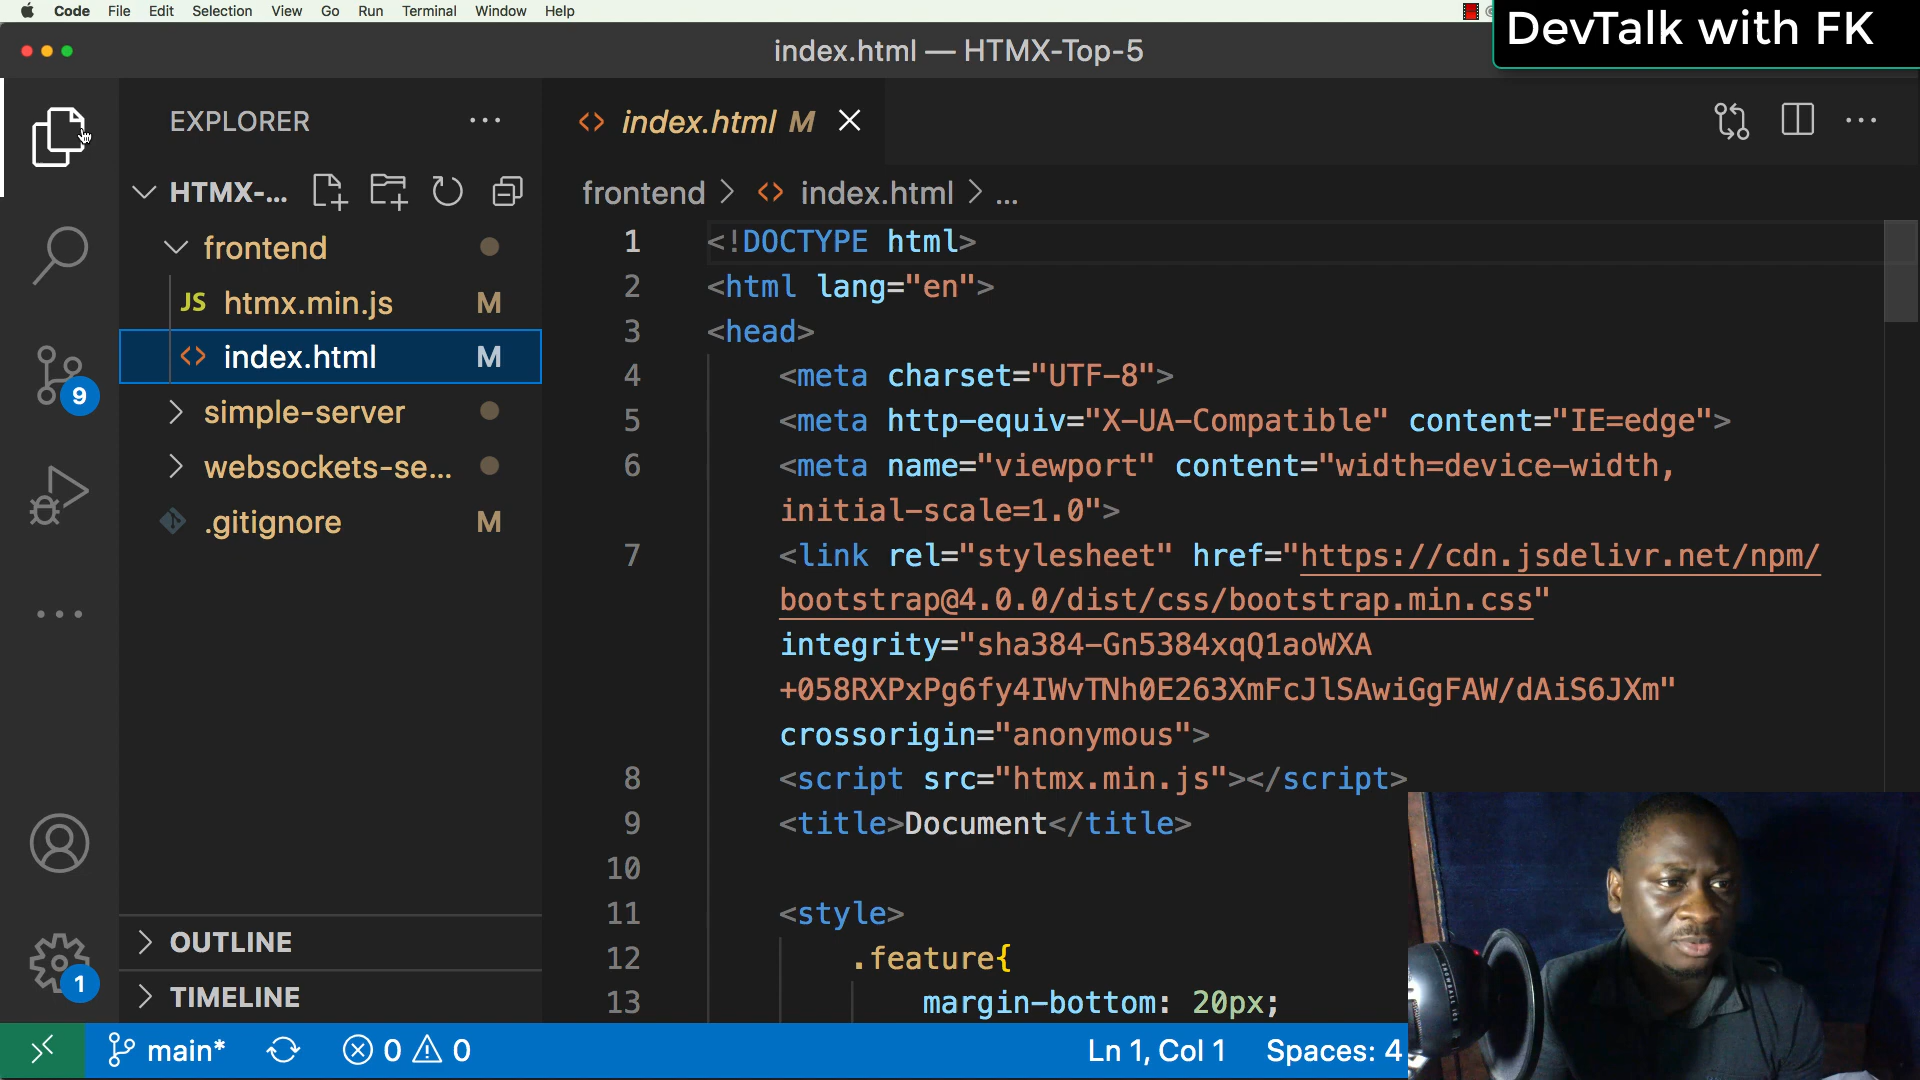 Code File Edit Selection View Go Run Terminal Window Help
DevTalk with FK
index.html — HTMX-Top-5
EXPLORER
HTMX-...
frontend
JS htmx.min.js M
index.html M
simple-server
websockets-se...
.gitignore M
9
1
OUTLINE
TIMELINE
index.html M
frontend > index.html > ...
1 <!DOCTYPE html>
2 <html lang="en">
3 <head>
4 <meta charset="UTF-8">
5 <meta http-equiv="X-UA-Compatible" content="IE=edge">
6 <meta name="viewport" content="width=device-width,
initial-scale=1.0">
7 <link rel="stylesheet" href="https://cdn.jsdelivr.net/npm/
bootstrap@4.0.0/dist/css/bootstrap.min.css"
integrity="sha384-Gn5384xqQ1aoWXA
+058RXPxPg6fy4IWvTNh0E263XmFcJlSAwiGgFAW/dAiS6JXm"
crossorigin="anonymous">
8 <script src="htmx.min.js"></script>
9 <title>Document</title>
10
11 <style>
12 .feature{
13 margin-bottom: 20px;
main* 0 0
Ln 1, Col 1 Spaces: 4